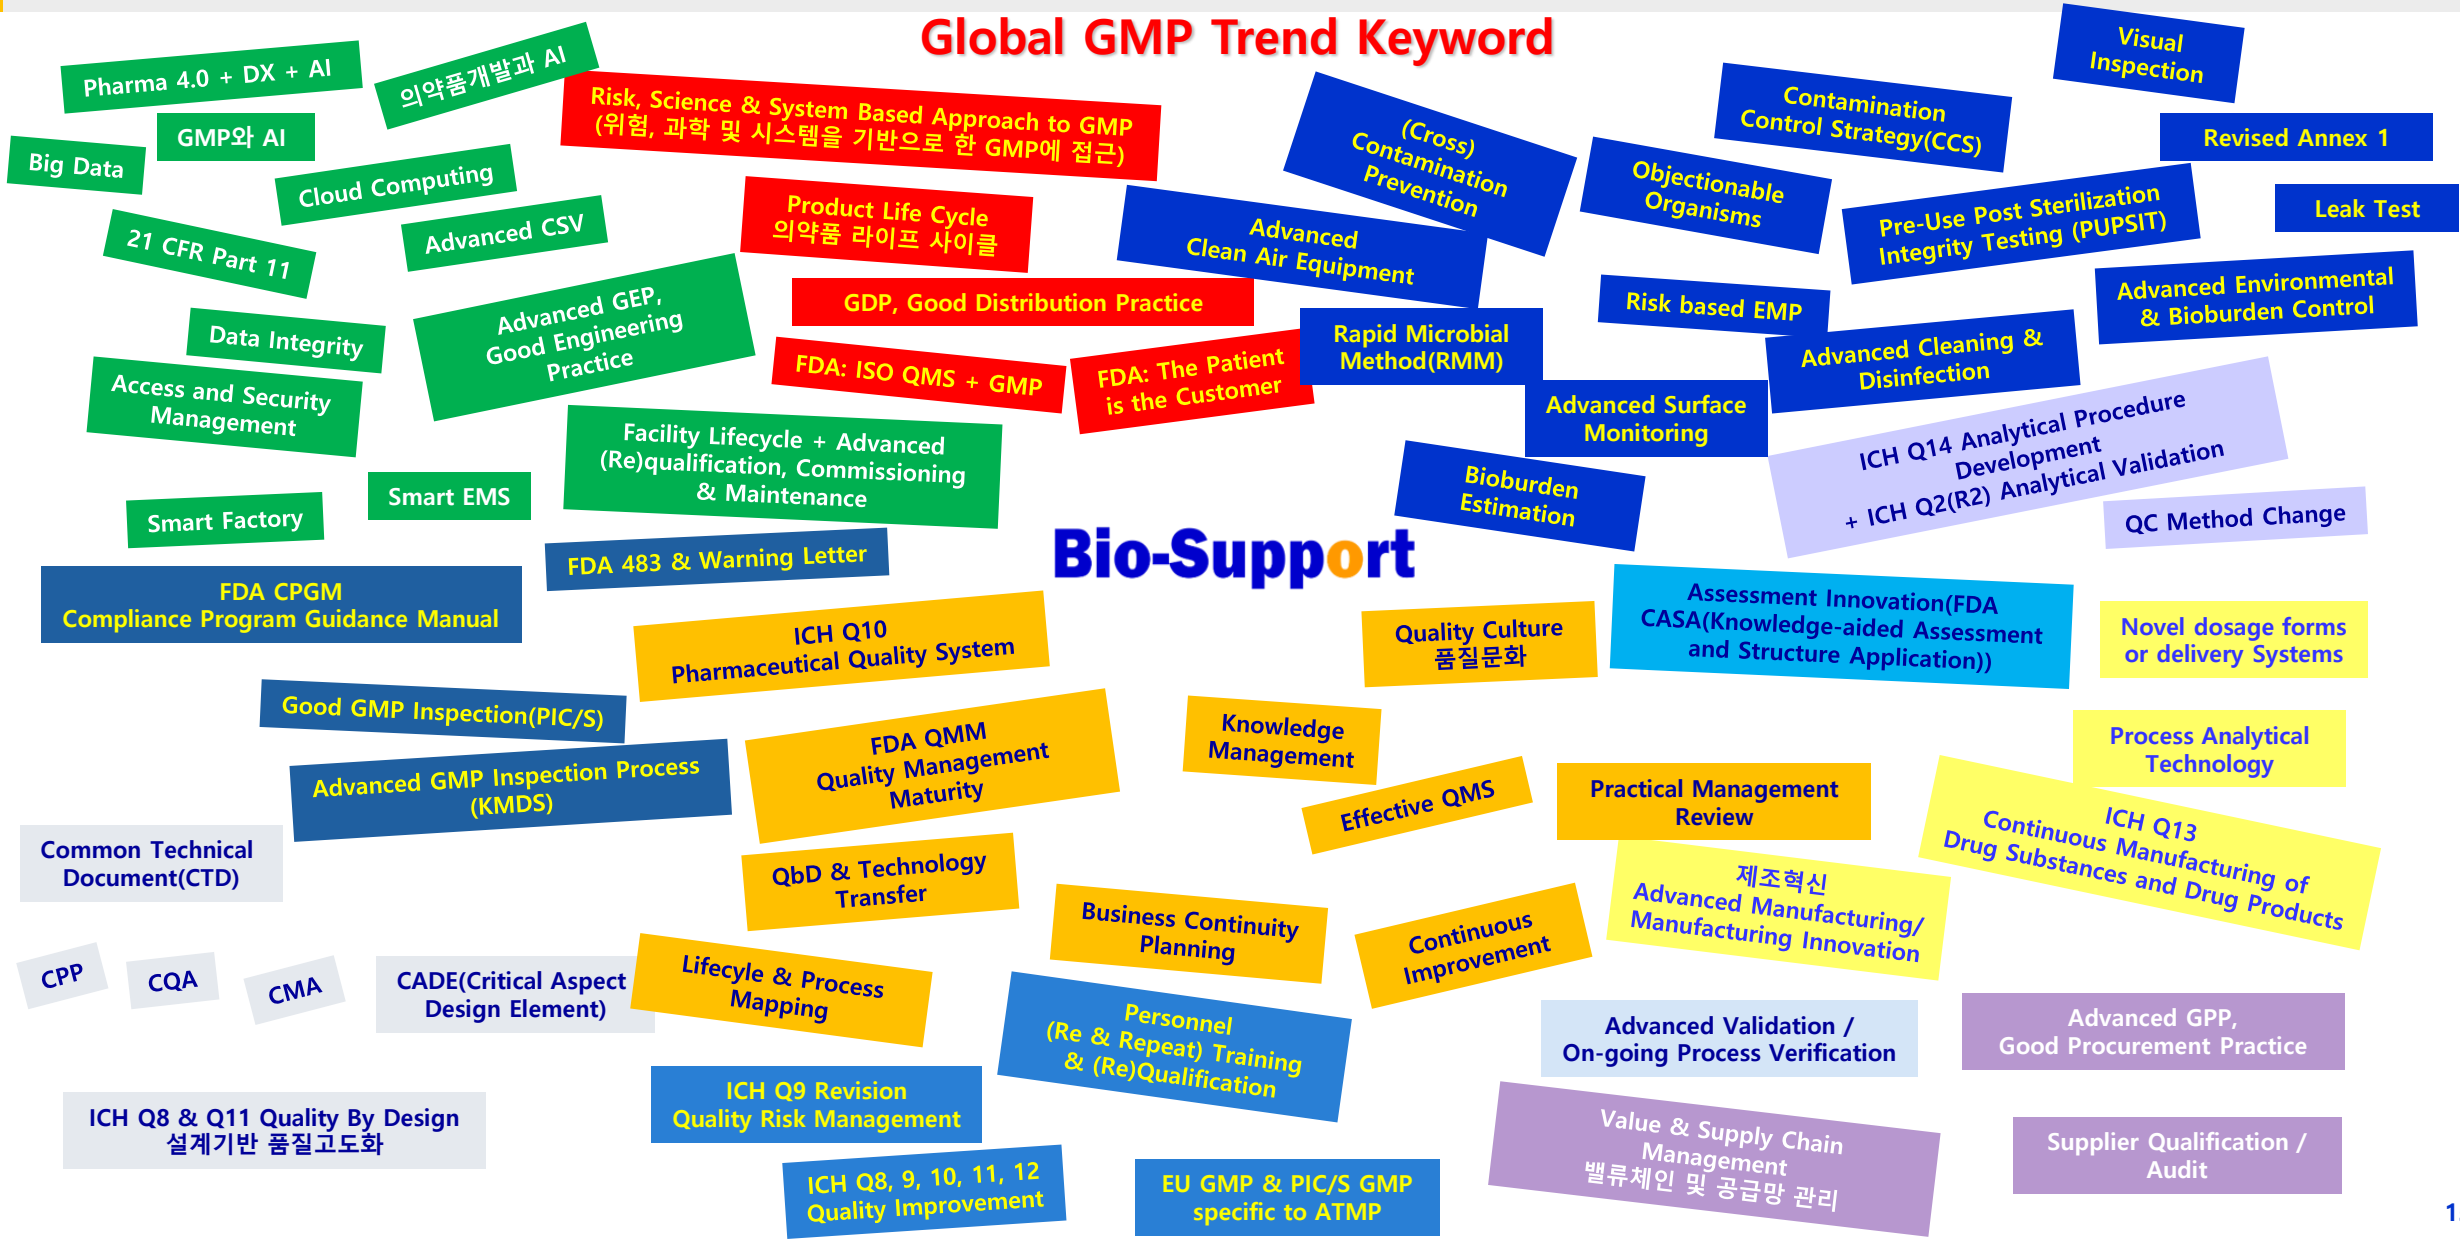 Global GMP Trend Keyword
Pharma 4.0 + DX + AI
의약품개발과 AI
GMP와 AI
Big Data
Cloud Computing
21 CFR Part 11
Advanced CSV
Data Integrity
Advanced GEP,
Good Engineering
Practice
Access and Security
Management
Facility Lifecycle + Advanced
(Re)qualification, Commissioning
& Maintenance
Smart EMS
Smart Factory
Risk, Science & System Based Approach to GMP
(위험, 과학 및 시스템을 기반으로 한 GMP에 접근)
Product Life Cycle
의약품 라이프 사이클
GDP, Good Distribution Practice
FDA: ISO QMS + GMP
FDA: The Patient
is the Customer
(Cross)
Contamination
Prevention
Advanced
Clean Air Equipment
Visual
Inspection
Contamination
Control Strategy(CCS)
Revised Annex 1
Objectionable
Organisms
Pre-Use Post Sterilization
Integrity Testing (PUPSIT)
Leak Test
Risk based EMP
Advanced Environmental
& Bioburden Control
Rapid Microbial
Method(RMM)
Advanced Cleaning &
Disinfection
Advanced Surface
Monitoring
Bioburden
Estimation
ICH Q14 Analytical Procedure
Development
+ ICH Q2(R2) Analytical Validation
QC Method Change
Bio-Support
FDA 483 & Warning Letter
FDA CPGM
Compliance Program Guidance Manual
Good GMP Inspection(PIC/S)
Advanced GMP Inspection Process
(KMDS)
ICH Q10
Pharmaceutical Quality System
FDA QMM
Quality Management
Maturity
QbD & Technology
Transfer
Lifecyle & Process
Mapping
Quality Culture
품질문화
Knowledge
Management
Effective QMS
Practical Management
Review
Business Continuity
Planning
Continuous
Improvement
Assessment Innovation(FDA
CASA(Knowledge-aided Assessment
and Structure Application))
Novel dosage forms
or delivery Systems
Process Analytical
Technology
ICH Q13
Continuous Manufacturing of
Drug Substances and Drug Products
제조혁신
Advanced Manufacturing/
Manufacturing Innovation
Common Technical
Document(CTD)
CPP
CQA
CMA
CADE(Critical Aspect
Design Element)
ICH Q8 & Q11 Quality By Design
설계기반 품질고도화
Personnel
(Re & Repeat) Training
& (Re)Qualification
ICH Q9 Revision
Quality Risk Management
ICH Q8, 9, 10, 11, 12
Quality Improvement
EU GMP & PIC/S GMP
specific to ATMP
Advanced Validation /
On-going Process Verification
Advanced GPP,
Good Procurement Practice
Value & Supply Chain
Management
밸류체인 및 공급망 관리
Supplier Qualification /
Audit